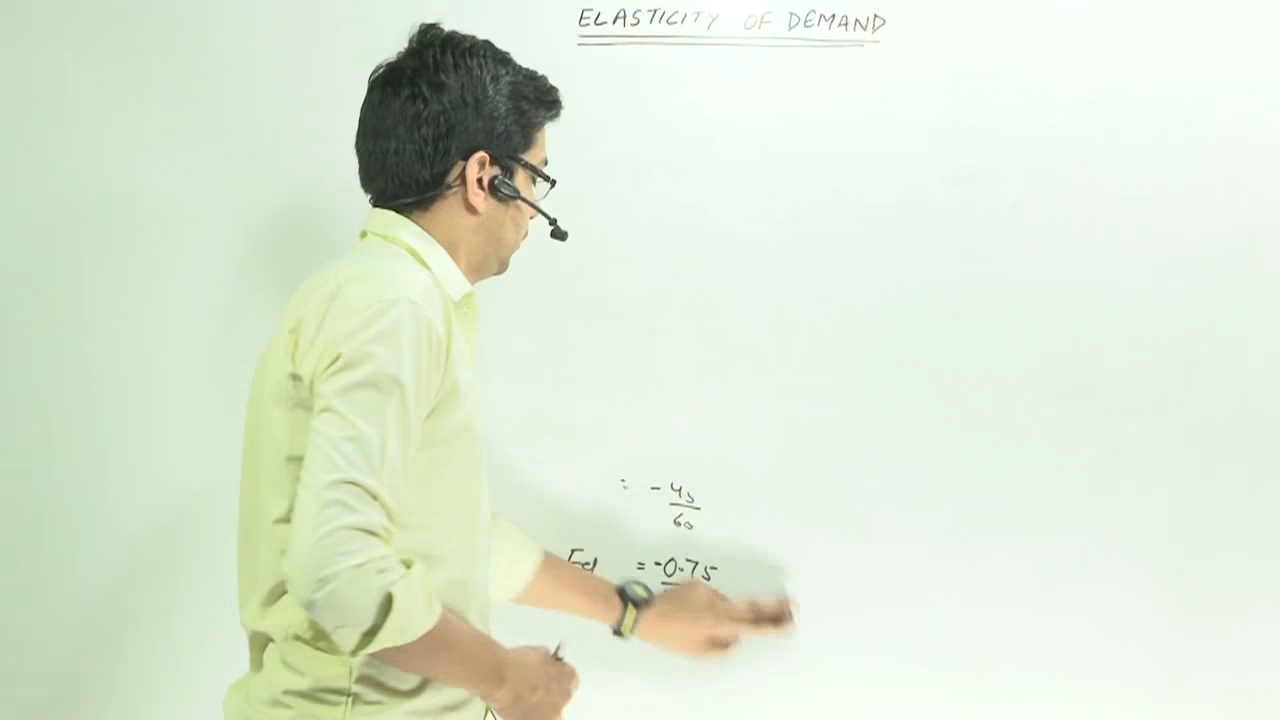 ELASTICITY OF DEMAND
= -45
60
Ed = -0.75